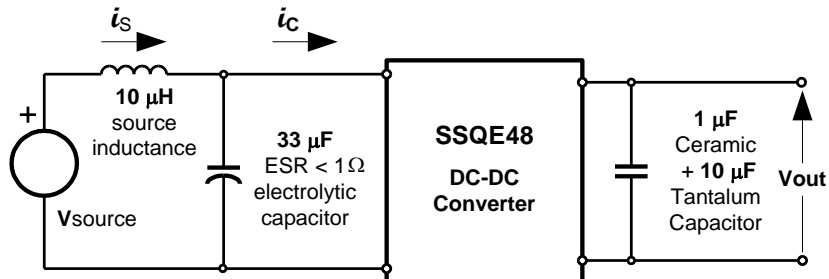 iS
iC
10 μH
source
inductance
33 μF
ESR < 1Ω
electrolytic
capacitor
+
Vsource
SSQE48
DC-DC
Converter
1 μF
Ceramic
+ 10 μF
Tantalum
Capacitor
Vout